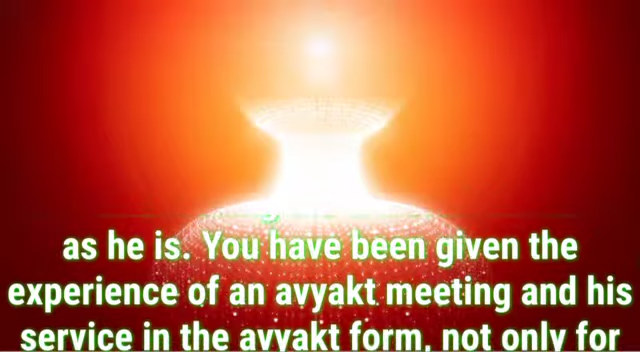 as he is. You have been given the
experience of an avyakt meeting and his
service in the avyakt form, not only for